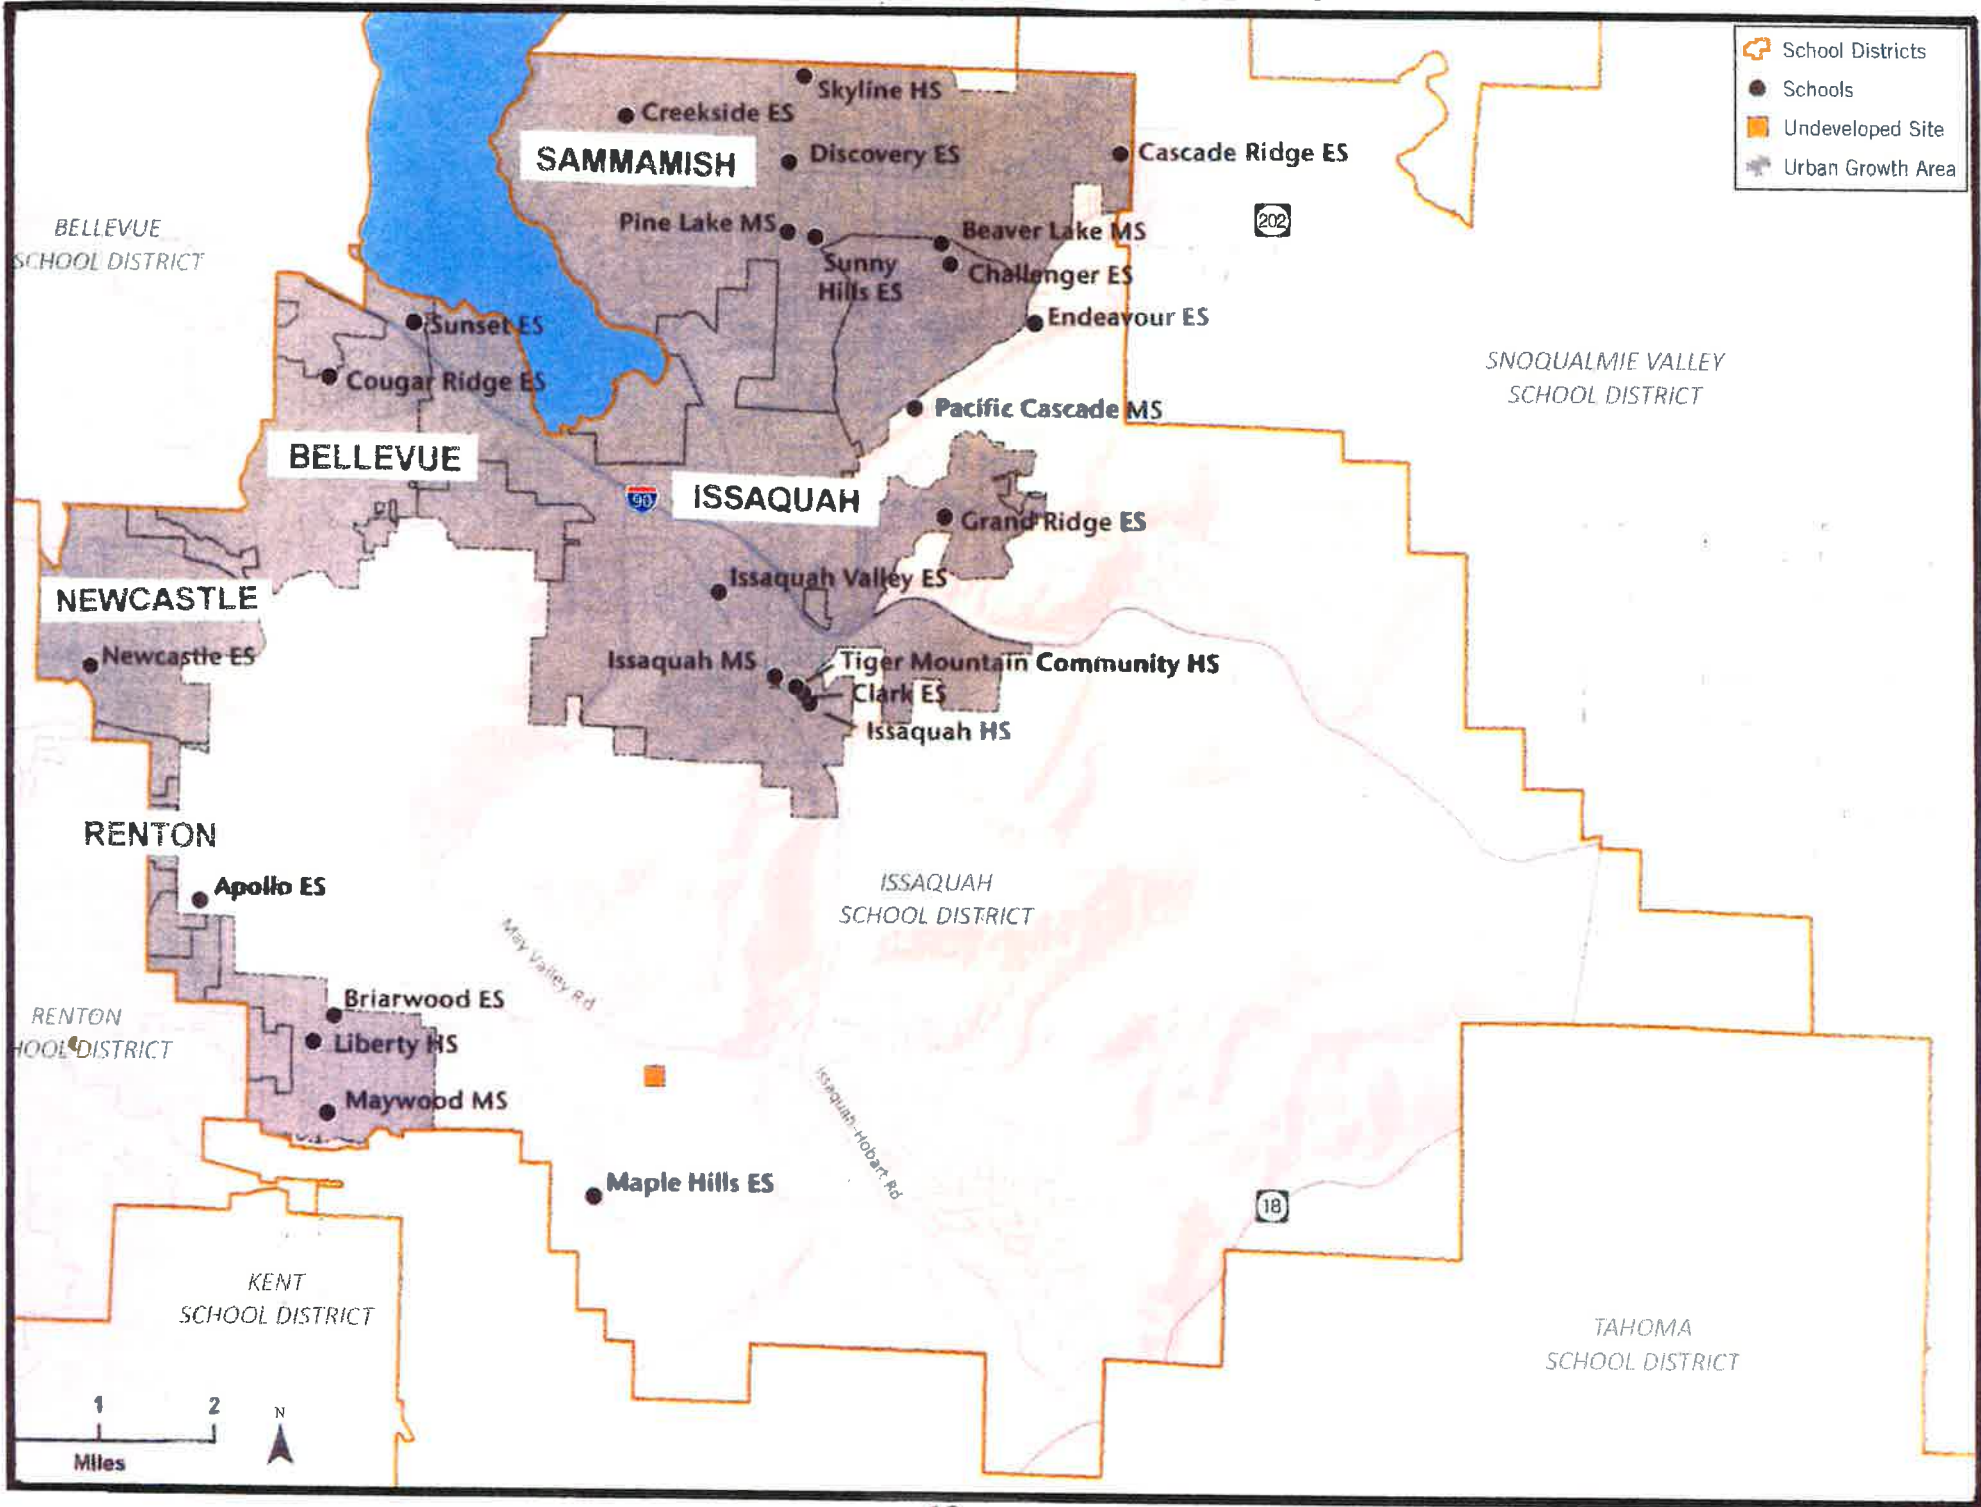 School Districts
Schools
Undeveloped Site
Urban Growth Area
Skyline HS
Creekside ES
SAMMAMISH
Discovery ES
Cascade Ridge ES
202
BELLEVUE
SCHOOL DISTRICT
Pine Lake MS
Beaver Lake MS
Sunny
Hills ES
Challenger ES
Endeavour ES
Sunset ES
SNOQUALMIE VALLEY
SCHOOL DISTRICT
Cougar Ridge ES
Pacific Cascade MS
BELLEVUE
90
ISSAQUAH
Grand Ridge ES
Issaquah Valley ES
NEWCASTLE
Newcastle ES
Issaquah MS
Tiger Mountain Community HS
Clark ES
Issaquah HS
RENTON
Apollo ES
ISSAQUAH
SCHOOL DISTRICT
May Valley Rd
Briarwood ES
RENTON
HOOL DISTRICT
Liberty HS
Maywood MS
Issaquah-Hobart Rd
Maple Hills ES
18
KENT
SCHOOL DISTRICT
TAHOMA
SCHOOL DISTRICT
1 2
N
Miles